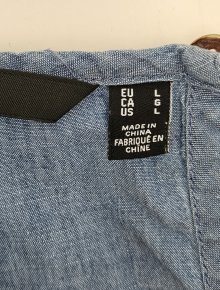 EU L
CA G
US L
MADE IN
CHINA
FABRIQUÉ EN
CHINE